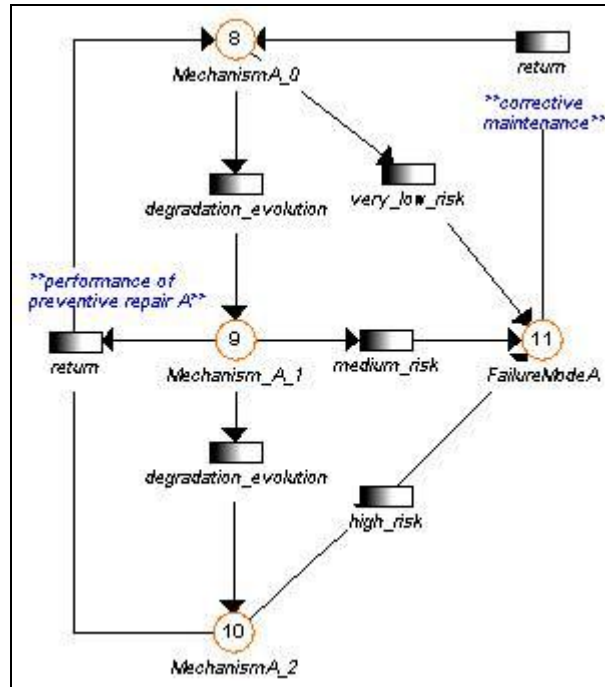 8
MechanismA_0
return
**corrective
maintenance**
degradation_evolution
very_low_risk
**performance of
preventive repair A**
return
9
Mechanism_A_1
medium_risk
11
FailureModeA
degradation_evolution
high_risk
10
MechanismA_2